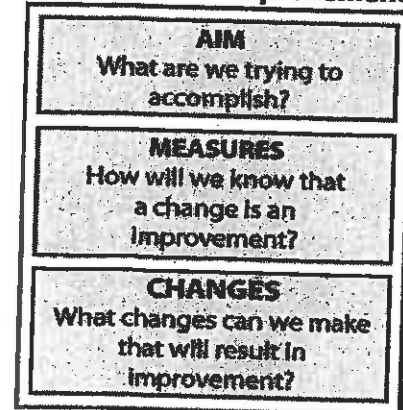 AIM
What are we trying to
accomplish?
MEASURES
How will we know that
a change is an
improvement?
CHANGES
What changes can we make
that will result in
improvement?